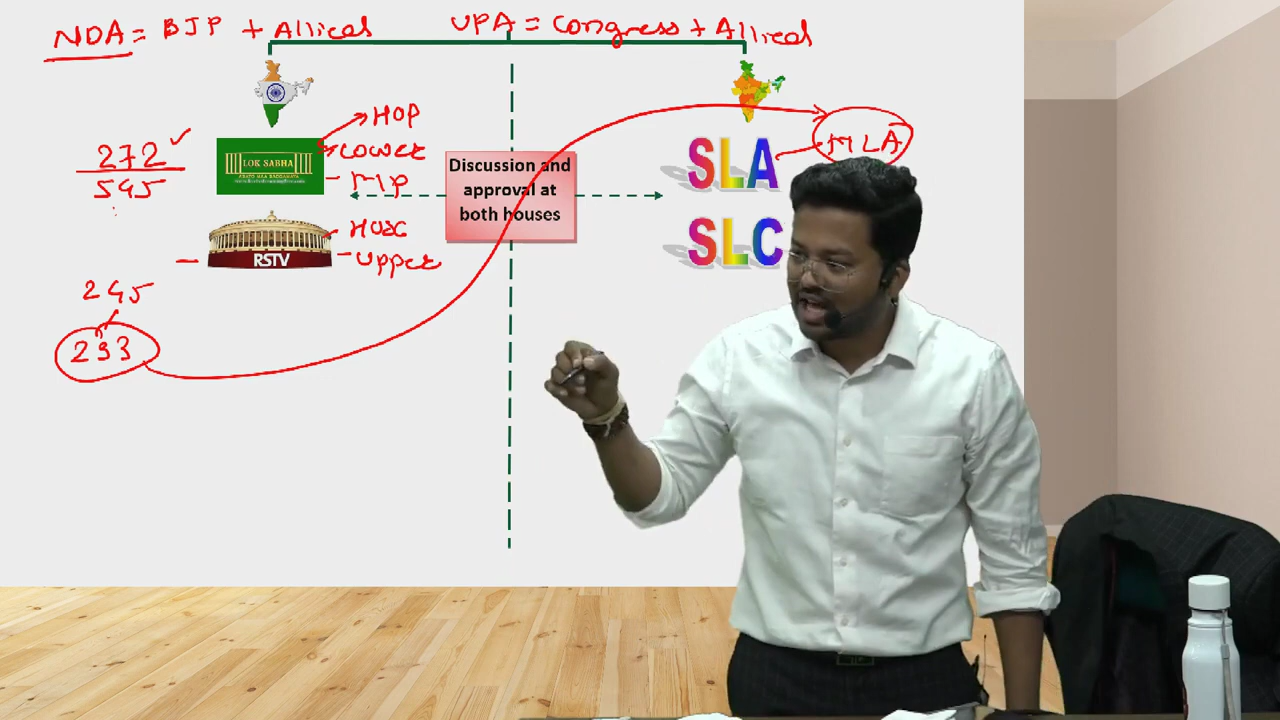 NDA = BJP + Allied
UPA = Congress + Allied
HOP
272
545
LOK SABHA
Lower
MP
HOSC
RSTV
Upper
245
233
Discussion and
approval at
both houses
SLA
MLA
SLC